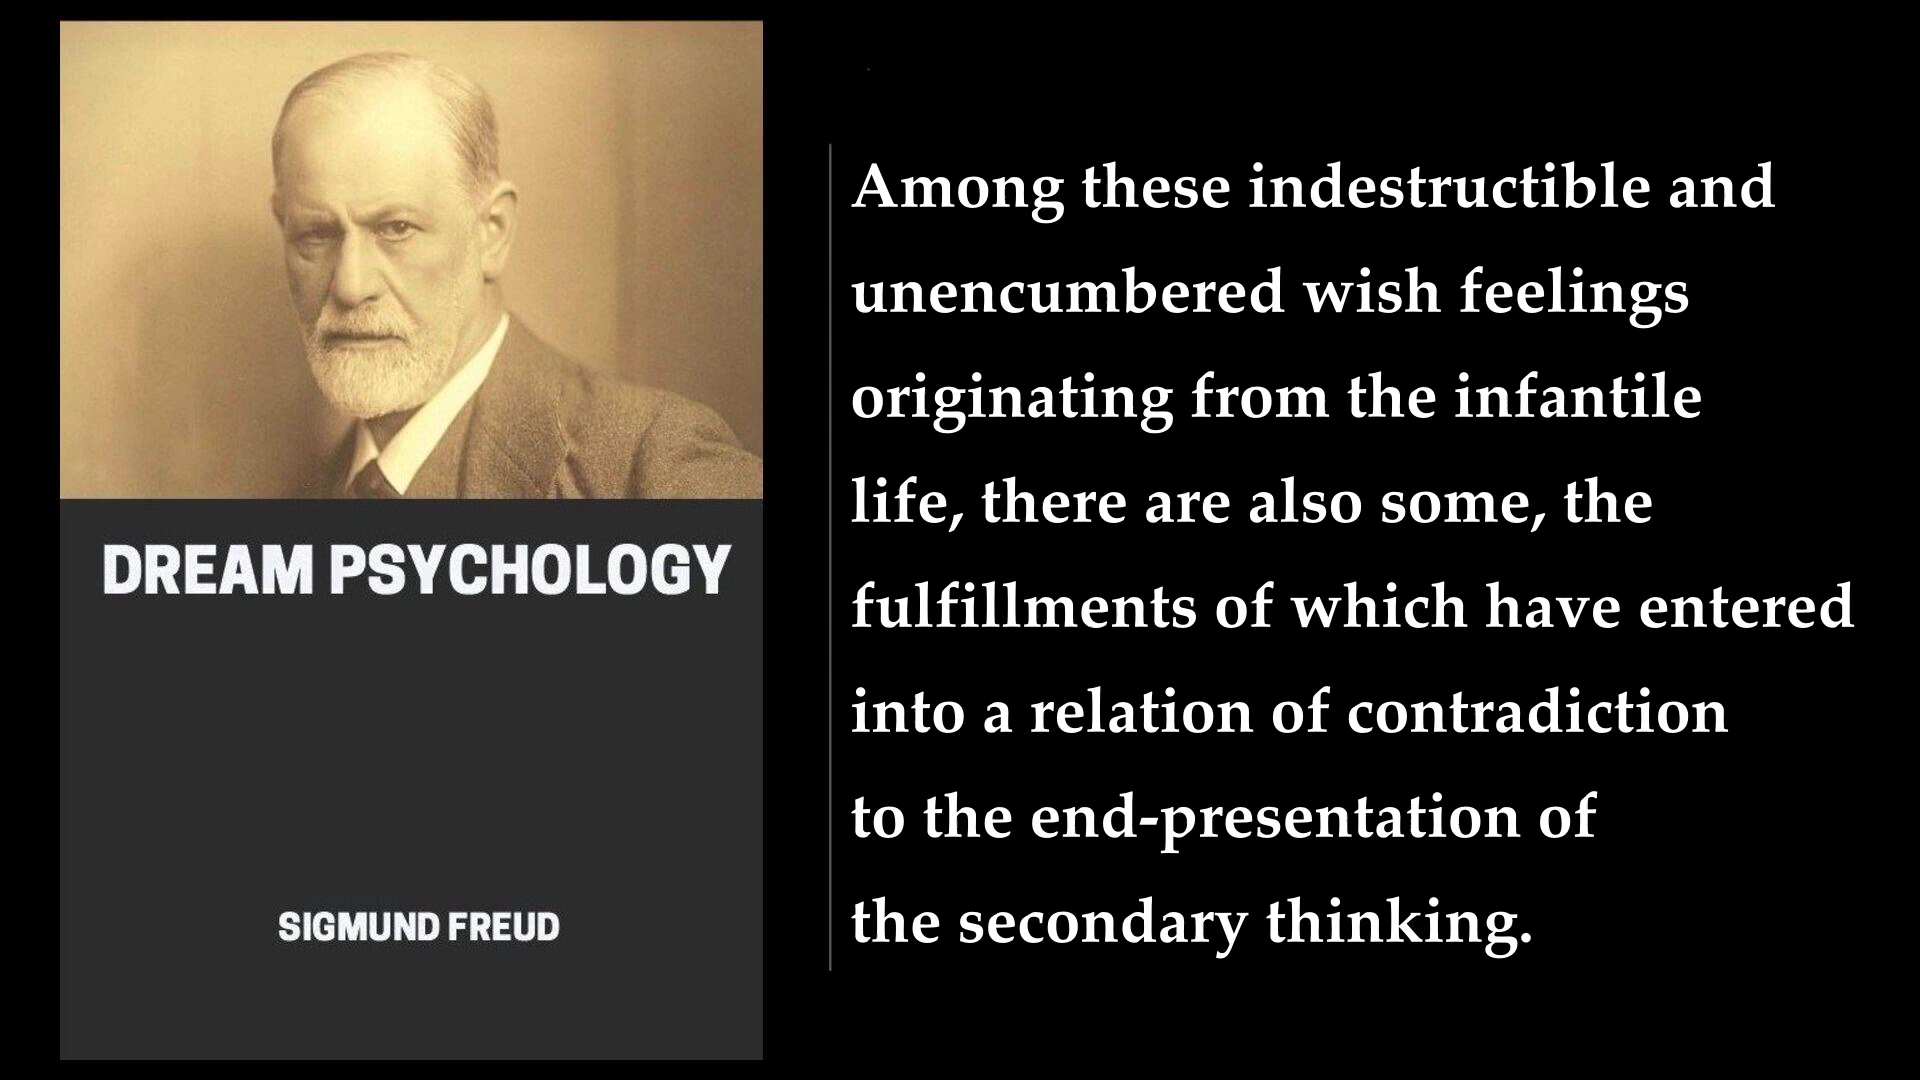 DREAM PSYCHOLOGY
SIGMUND FREUD
Among these indestructible and
unencumbered wish feelings
originating from the infantile
life, there are also some, the
fulfillments of which have entered
into a relation of contradiction
to the end-presentation of
the secondary thinking.